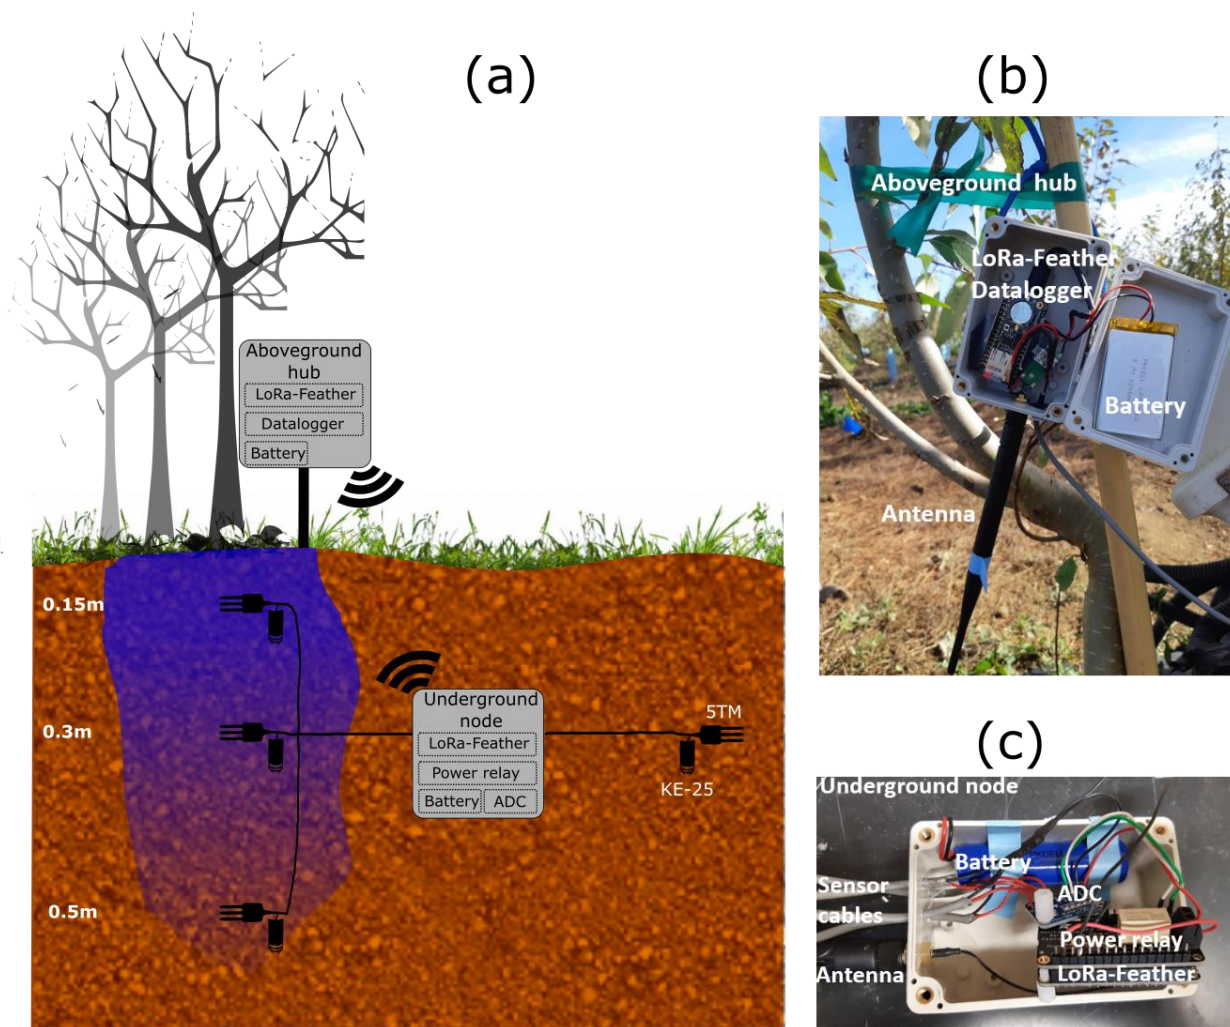 (a)
Aboveground
hub
LoRa-Feather
Datalogger
Battery
0.15m
0.3m
0.5m
Underground
node
LoRa-Feather
Power relay
Battery
ADC
5TM
KE-25
(b)
Aboveground hub
LoRa-Feather
Datalogger
Battery
Antenna
(c)
Underground node
Battery
Sensor
cables
ADC
Power relay
Antenna
LoRa-Feather